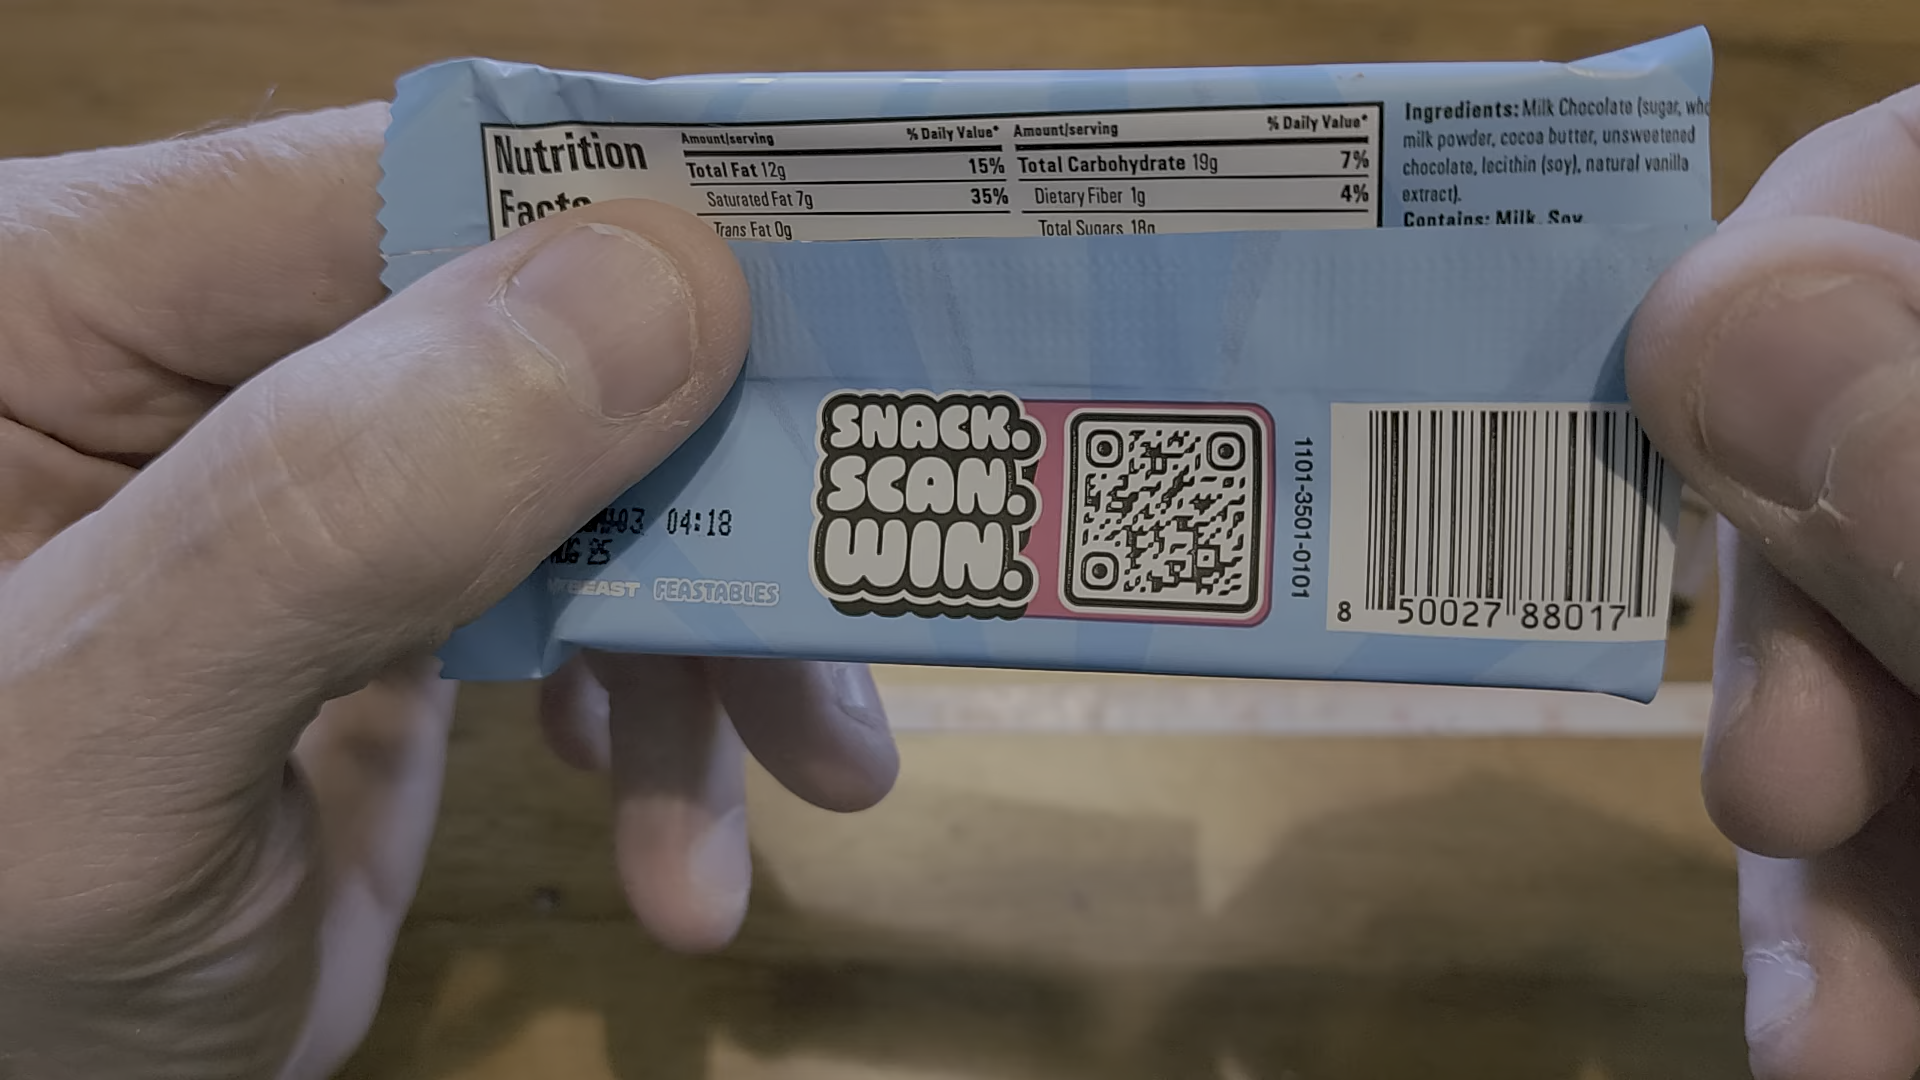 Nutrition
Facts
Amount/serving % Daily Value*
Total Fat 12g 15%
Saturated Fat 7g 35%
Trans Fat 0g
Amount/serving % Daily Value*
Total Carbohydrate 19g 7%
Dietary Fiber 1g 4%
Total Sugars 18g
Ingredients: Milk Chocolate (sugar,
milk powder, cocoa butter, unsweetened
chocolate, lecithin (soy), natural vanilla
extract).
Contains: Milk, Soy
04:18
25
BEAST FEASTABLES
SNACK.
SCAN.
WIN.
1101-3501-0101
8 50027 88017